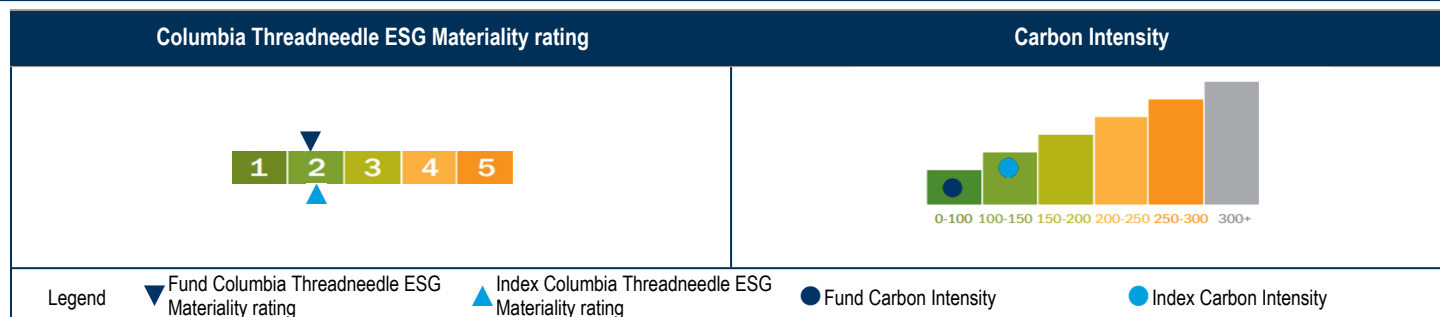 Columbia Threadneedle ESG Materiality rating
Carbon Intensity
1 2 3 4 5
0-100 100-150 150-200 200-250 250-300 300+
Legend
Fund Columbia Threadneedle ESG
Materiality rating
Index Columbia Threadneedle ESG
Materiality rating
Fund Carbon Intensity
Index Carbon Intensity